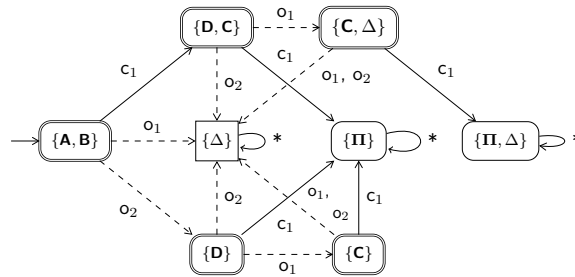 {D, C}
o₁
{C, Δ}
c₁
o₂
c₁
o₁, o₂
c₁
{A, B}
o₁
{Δ}
*
{Π}
*
{Π, Δ}
*
o₂
o₂
c₁
o₁,
o₂
c₁
{D}
o₁
{C}